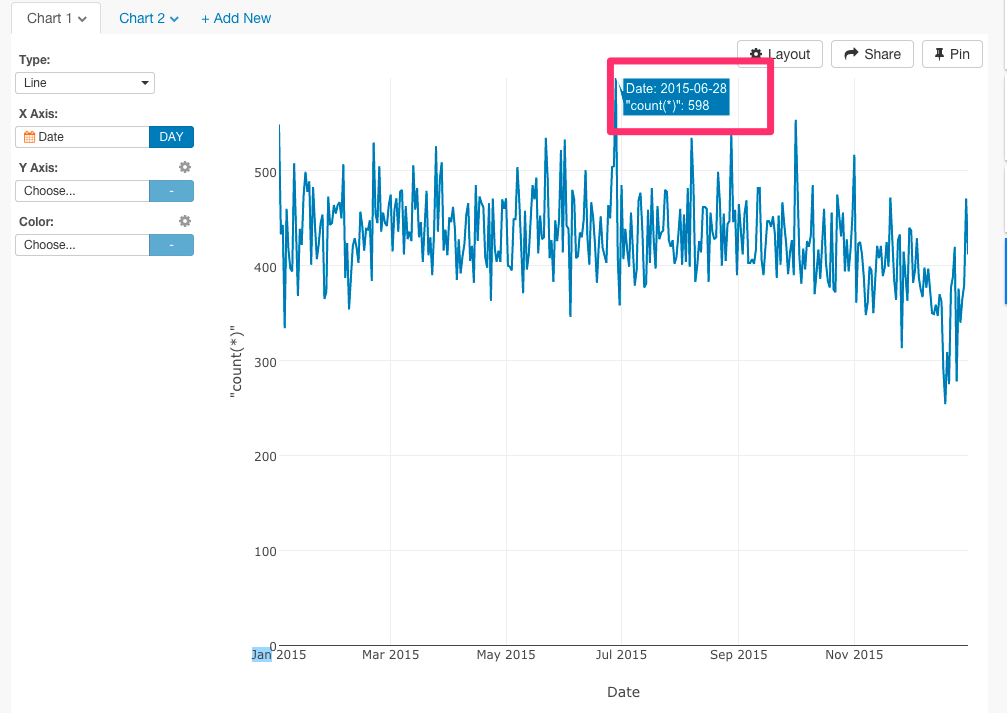 Chart 1
Chart 2
+ Add New
Layout
Share
Pin
Type:
Line
X Axis:
Date
DAY
Y Axis:
Choose...
-
Color:
Choose...
-
Date: 2015-06-28
"count(*)": 598
500
400
300
200
100
0
"count(*)"
Jan 2015
Mar 2015
May 2015
Jul 2015
Sep 2015
Nov 2015
Date